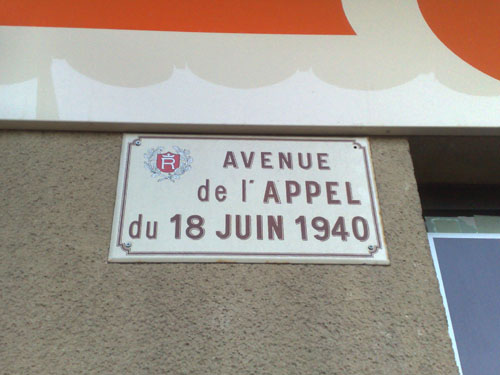 R
AVENUE
de l'APPEL
du 18 JUIN 1940